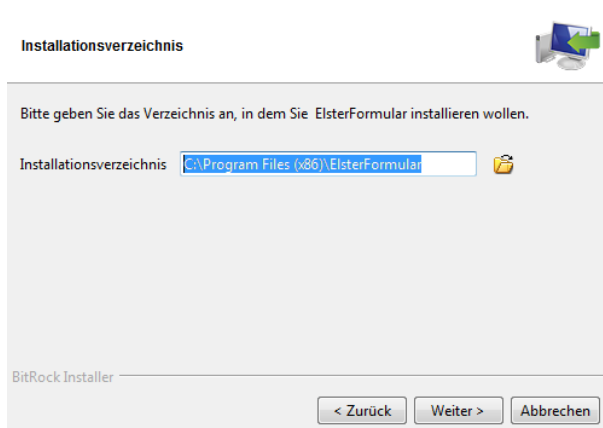 Installationsverzeichnis
Bitte geben Sie das Verzeichnis an, in dem Sie ElsterFormular installieren wollen.
Installationsverzeichnis C:\Program Files (x86)\ElsterFormular
BitRock Installer
< Zurück Weiter > Abbrechen